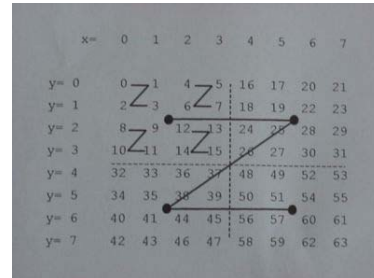 x= 0 1 2 3 4 5 6 7
y= 0 0 1 4 5 16 17 20 21
y= 1 2 3 6 7 18 19 22 23
y= 2 8 9 12 13 24 25 28 29
y= 3 10 11 14 15 26 27 30 31
y= 4 32 33 36 37 48 49 52 53
y= 5 34 35 38 39 50 51 54 55
y= 6 40 41 44 45 56 57 60 61
y= 7 42 43 46 47 58 59 62 63